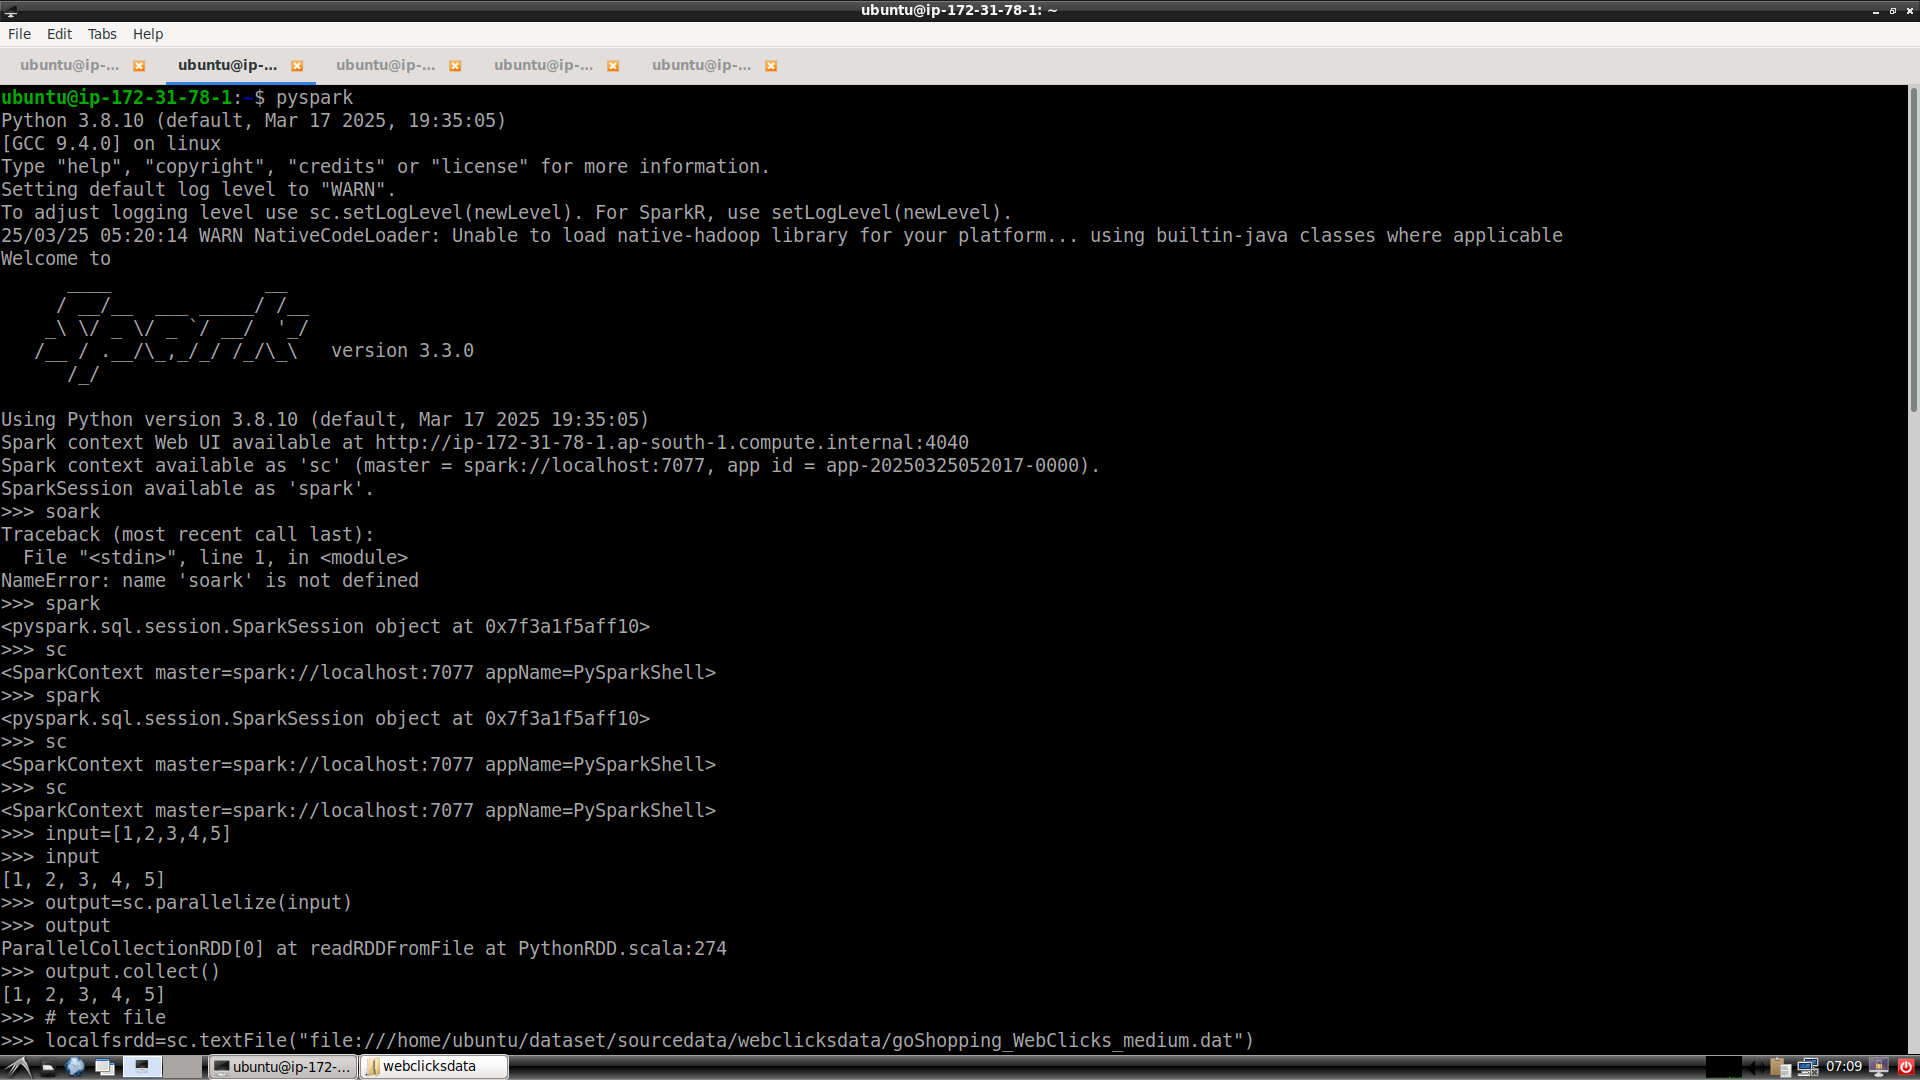 ubuntu@ip-172-31-78-1: ~
File Edit Tabs Help
ubuntu@ip-... ubuntu@ip-... ubuntu@ip-... ubuntu@ip-... ubuntu@ip-...
ubuntu@ip-172-31-78-1:~$ pyspark
Python 3.8.10 (default, Mar 17 2025, 19:35:05)
[GCC 9.4.0] on linux
Type "help", "copyright", "credits" or "license" for more information.
Setting default log level to "WARN".
To adjust logging level use sc.setLogLevel(newLevel). For SparkR, use setLogLevel(newLevel).
25/03/25 05:20:14 WARN NativeCodeLoader: Unable to load native-hadoop library for your platform... using builtin-java classes where applicable
Welcome to
      ____              __
     / __/__  ___ _____/ /__
    _\ \/ _ \/ _ `/ __/  '_/
   /__ / .__/\_,_/_/ /_/\_\   version 3.3.0
      /_/
Using Python version 3.8.10 (default, Mar 17 2025 19:35:05)
Spark context Web UI available at http://ip-172-31-78-1.ap-south-1.compute.internal:4040
Spark context available as 'sc' (master = spark://localhost:7077, app id = app-20250325052017-0000).
SparkSession available as 'spark'.
>>> soark
Traceback (most recent call last):
  File "<stdin>", line 1, in <module>
NameError: name 'soark' is not defined
>>> spark
<pyspark.sql.session.SparkSession object at 0x7f3a1f5aff10>
>>> sc
<SparkContext master=spark://localhost:7077 appName=PySparkShell>
>>> spark
<pyspark.sql.session.SparkSession object at 0x7f3a1f5aff10>
>>> sc
<SparkContext master=spark://localhost:7077 appName=PySparkShell>
>>> sc
<SparkContext master=spark://localhost:7077 appName=PySparkShell>
>>> input=[1,2,3,4,5]
>>> input
[1, 2, 3, 4, 5]
>>> output=sc.parallelize(input)
>>> output
ParallelCollectionRDD[0] at readRDDFromFile at PythonRDD.scala:274
>>> output.collect()
[1, 2, 3, 4, 5]
>>> # text file
>>> localfsrdd=sc.textFile("file:///home/ubuntu/dataset/sourcedata/webclicksdata/goShopping_WebClicks_medium.dat")
ubuntu@ip-172-... webclicksdata 07:09